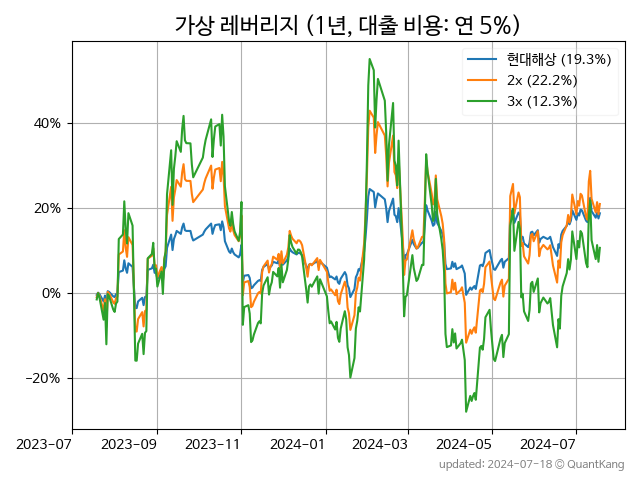 가상 레버리지 (1년, 대출 비용: 연 5%)
현대해상 (19.3%)
2x (22.2%)
3x (12.3%)
40%
20%
0%
−20%
2023-07 2023-09 2023-11 2024-01 2024-03 2024-05 2024-07
updated: 2024-07-18 © QuantKang